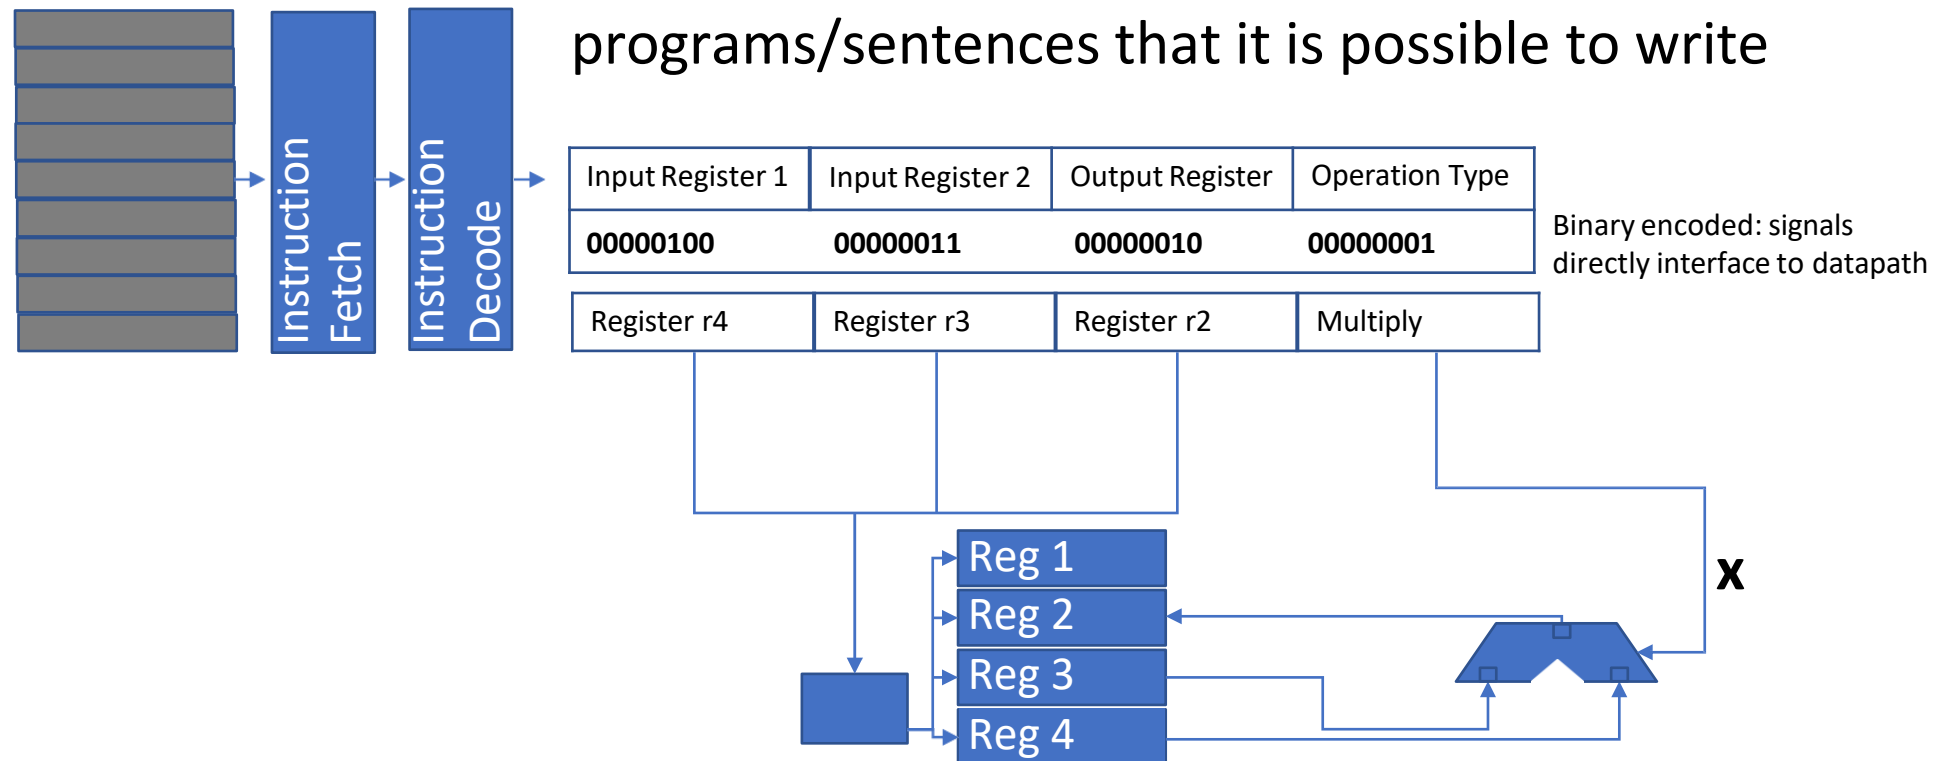 programs/sentences that it is possible to write
Instruction
Fetch
Instruction
Decode
Input Register 1 Input Register 2 Output Register Operation Type
00000100 00000011 00000010 00000001
Binary encoded: signals
directly interface to datapath
Register r4 Register r3 Register r2 Multiply
Reg 1
x
Reg 2
Reg 3
Reg 4